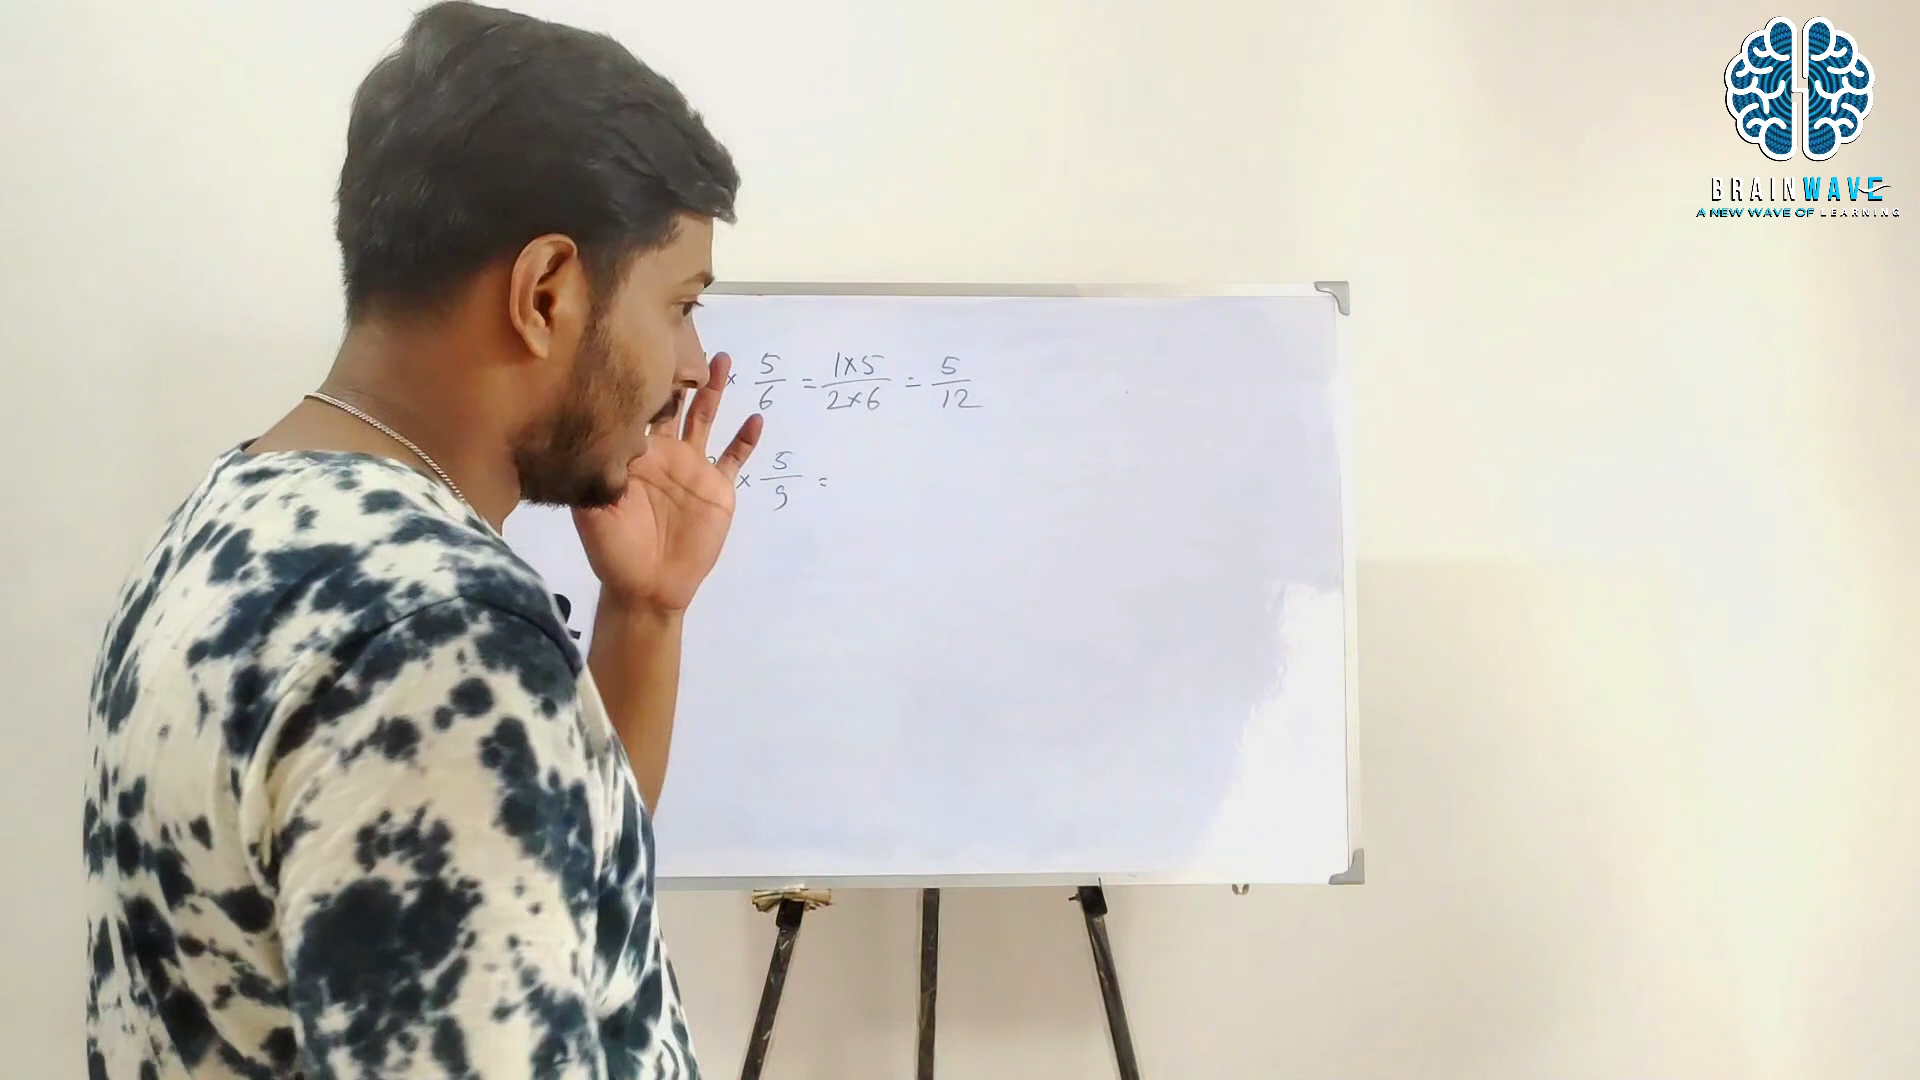 BRAINWAVE
A NEW WAVE OF LEARNING
× 5/6 = 1×5/2×6 = 5/12
× 5/9 =